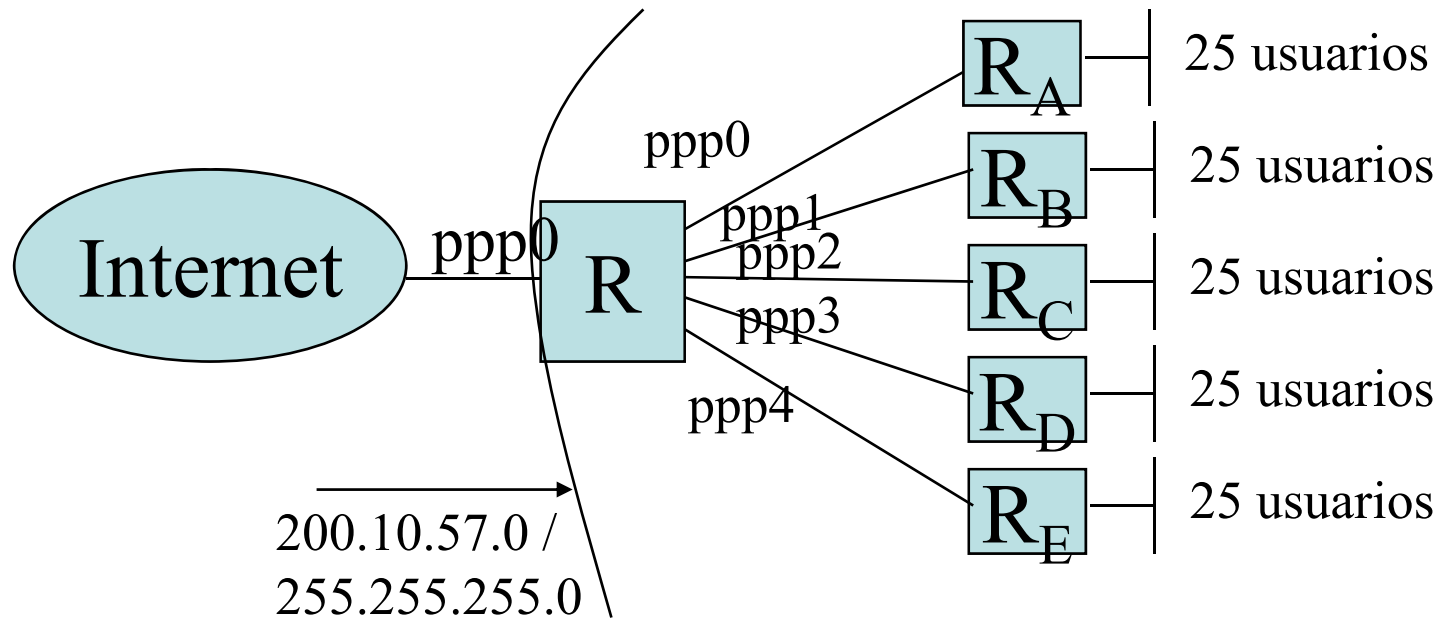 Internet
ppp0
R
ppp0
ppp1
ppp2
ppp3
ppp4
RA
25 usuarios
RB
25 usuarios
RC
25 usuarios
RD
25 usuarios
RE
25 usuarios
200.10.57.0 /
255.255.255.0